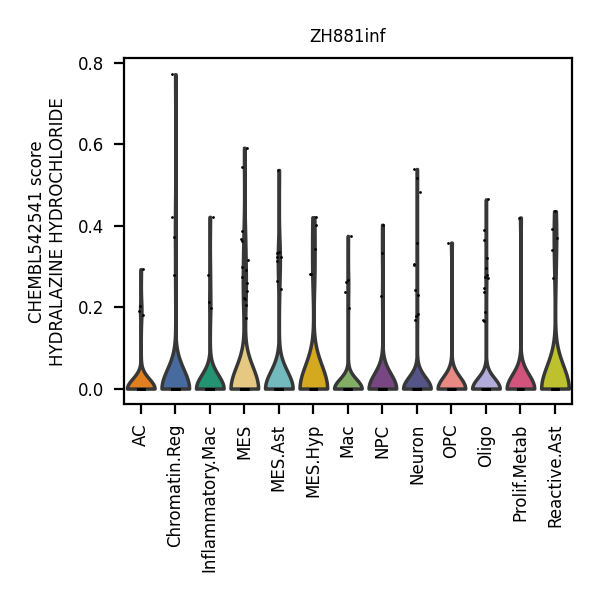 ZH881inf
CHEMBL542541 score
HYDRALAZINE HYDROCHLORIDE
0.8
0.6
0.4
0.2
0.0
AC
Chromatin.Reg
Inflammatory.Mac
MES
MES.Ast
MES.Hyp
Mac
NPC
Neuron
OPC
Oligo
Prolif.Metab
Reactive.Ast